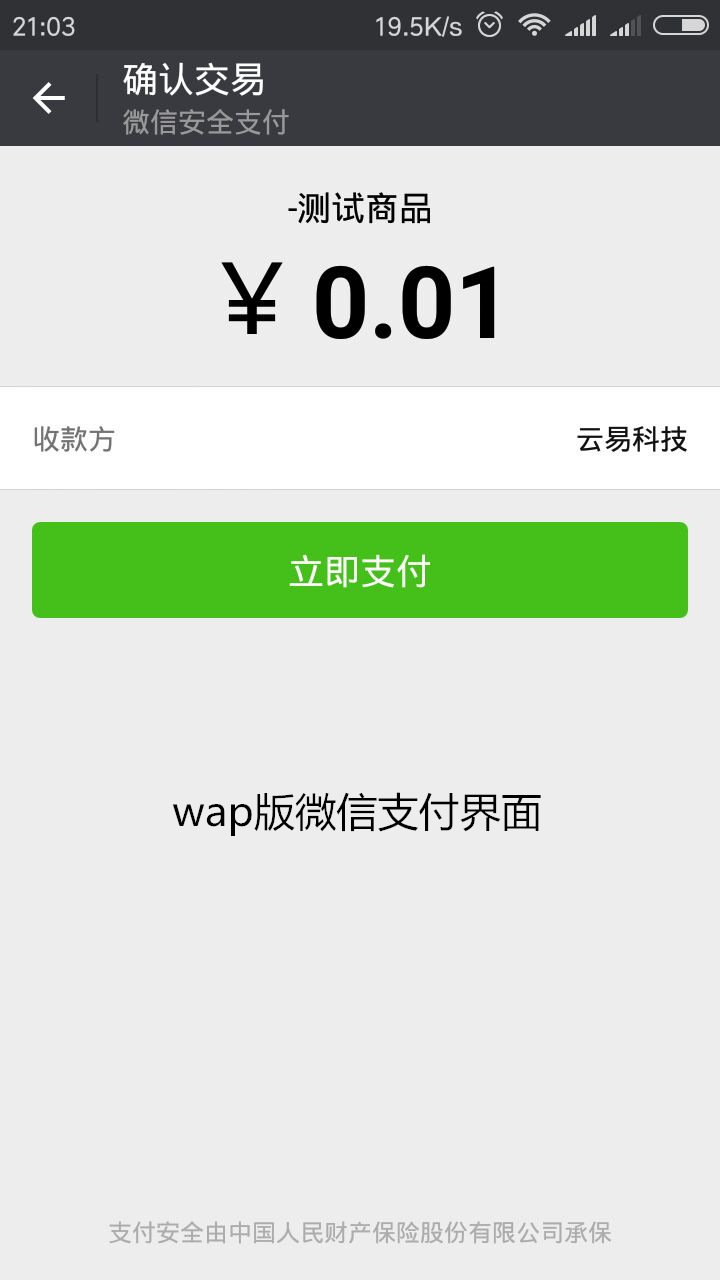 21:03 19.5K/s
确认交易
微信安全支付
-测试商品
￥0.01
收款方 云易科技
立即支付
wap版微信支付界面
支付安全由中国人民财产保险股份有限公司承保